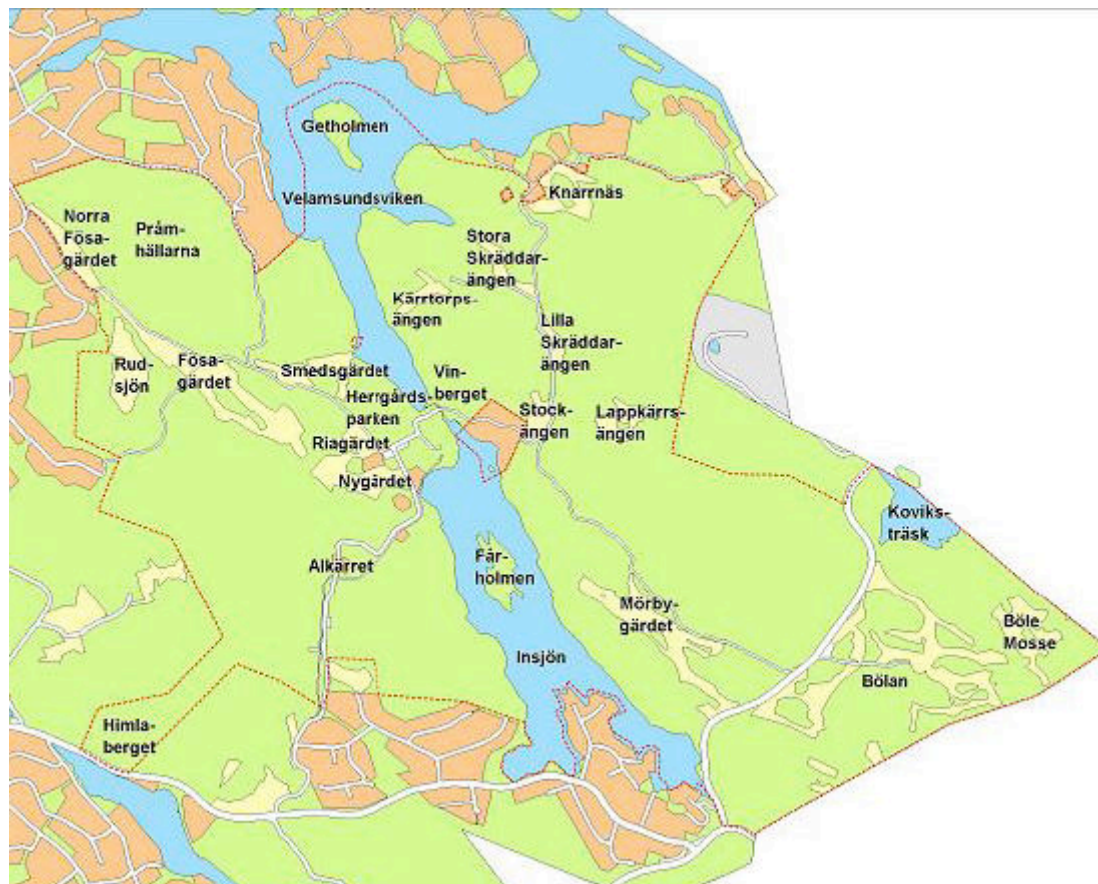 Getholmen
Velamsundsviken
Knarrnäs
Norra
Fösa-
gärdet
Pråm-
hällarna
Stora
Skräddar-
ängen
Kärrtorps-
ängen
Lilla
Skräddar-
ängen
Rud-
sjön
Fösa-
gärdet
Smedsgärdet
Vin-
berget
Herrgårds-
parken
Stock-
ängen
Lappkärrs-
ängen
Riagärdet
Nygärdet
Koviks-
träsk
Alkärret
Får-
holmen
Mörby-
gärdet
Böle
Mosse
Insjön
Bölan
Himla-
berget